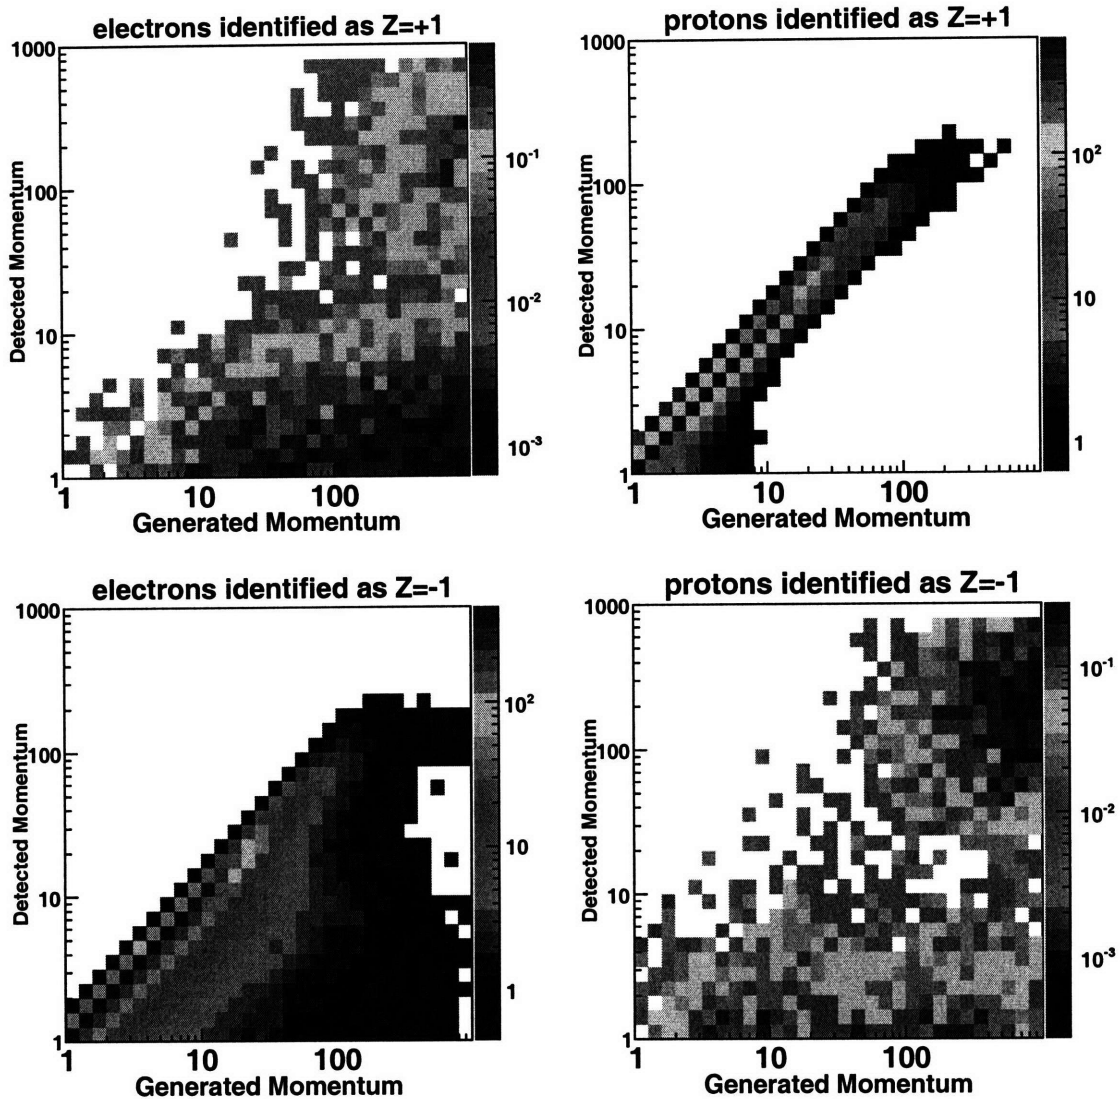 electrons identified as Z=+1
1000
100
10
1
Detected Momentum
1 10 100
Generated Momentum
10-1
10-2
10-3
protons identified as Z=+1
1000
100
10
1
Detected Momentum
1 10 100
Generated Momentum
102
10
1
electrons identified as Z=-1
1000
100
10
1
Detected Momentum
1 10 100
Generated Momentum
102
10
1
protons identified as Z=-1
1000
100
10
1
Detected Momentum
1 10 100
Generated Momentum
10-1
10-2
10-3